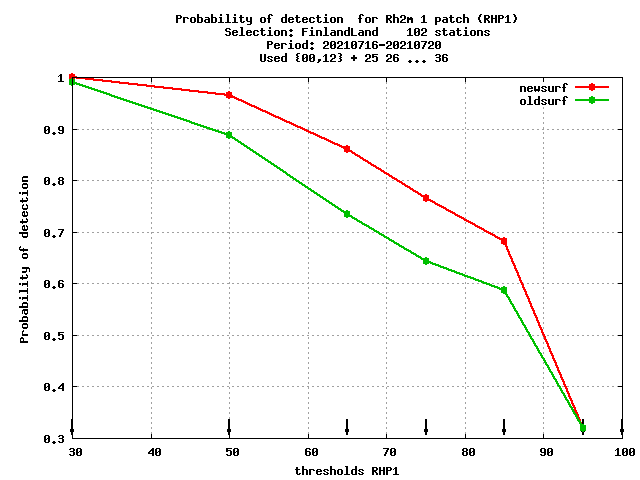 Probability of detection  for Rh2m 1 patch (RHP1)
Selection: FinlandLand    102 stations
Period: 20210716-20210720
Used {00,12} + 25 26 ... 36
newsurf
oldsurf
1
0.9
0.8
0.7
0.6
0.5
0.4
0.3
Probability of detection
30 40 50 60 70 80 90 100
thresholds RHP1